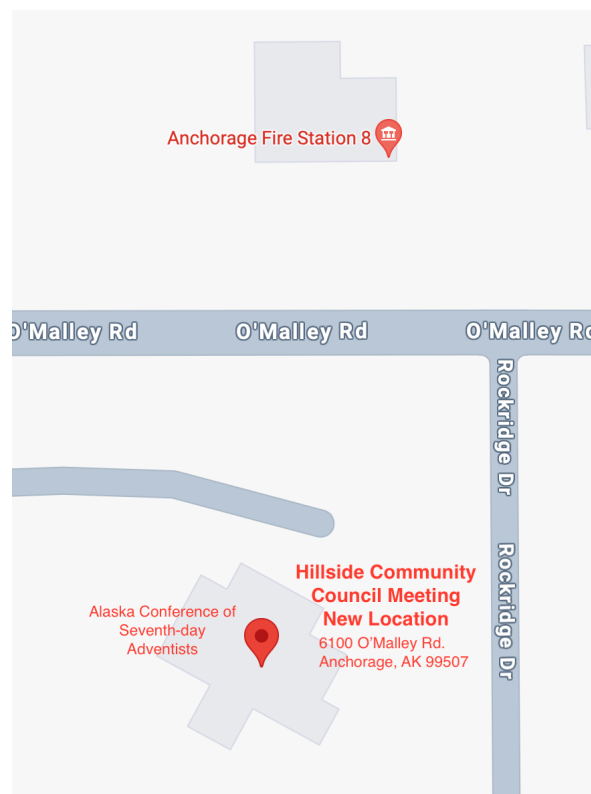 Anchorage Fire Station 8
O'Malley Rd
O'Malley Rd
O'Malley Rd
Rockridge Dr
Rockridge Dr
Hillside Community
Council Meeting
New Location
6100 O’Malley Rd.
Anchorage, AK 99507
Alaska Conference of
Seventh-day
Adventists